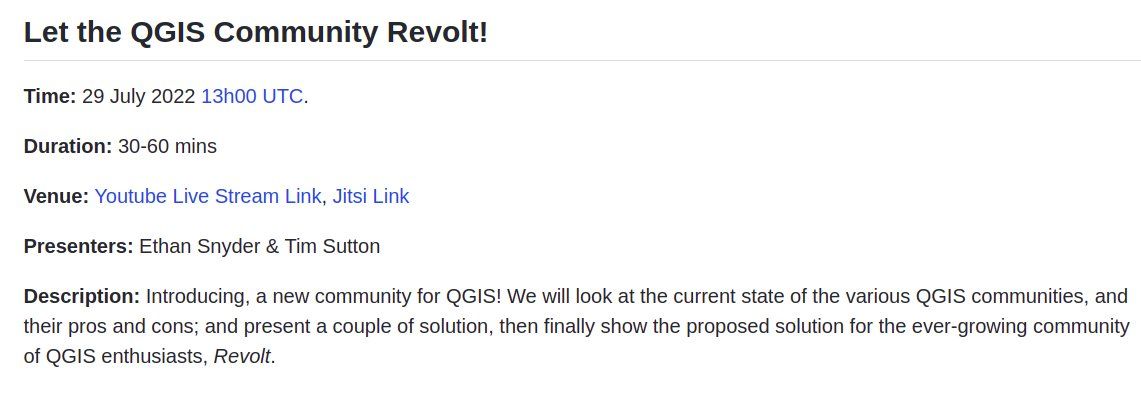 Let the QGIS Community Revolt!
Time: 29 July 2022 13h00 UTC.
Duration: 30-60 mins
Venue: Youtube Live Stream Link, Jitsi Link
Presenters: Ethan Snyder & Tim Sutton
Description: Introducing, a new community for QGIS! We will look at the current state of the various QGIS communities, and
their pros and cons; and present a couple of solution, then finally show the proposed solution for the ever-growing community
of QGIS enthusiasts, Revolt.